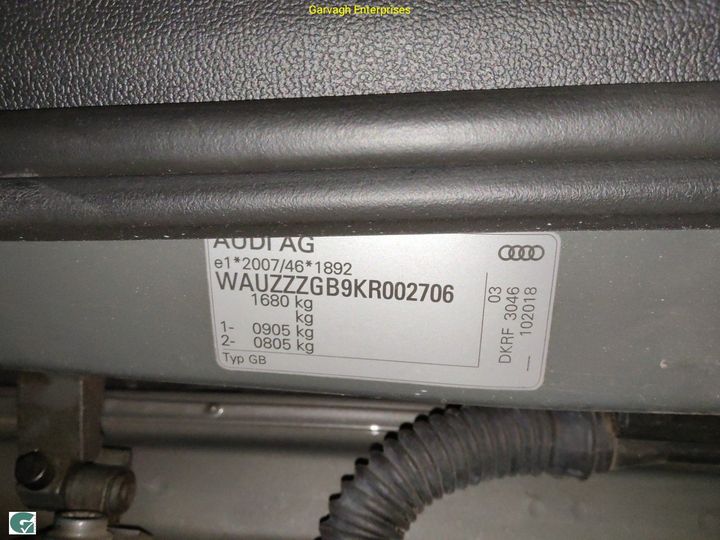 Garvagh Enterprises
AUDI AG
e1*2007/46*1892
WAUZZZGB9KR002706
1680 kg
kg
1- 0905 kg
2- 0805 kg
Typ GB
03
DKRF 3046
— 102018